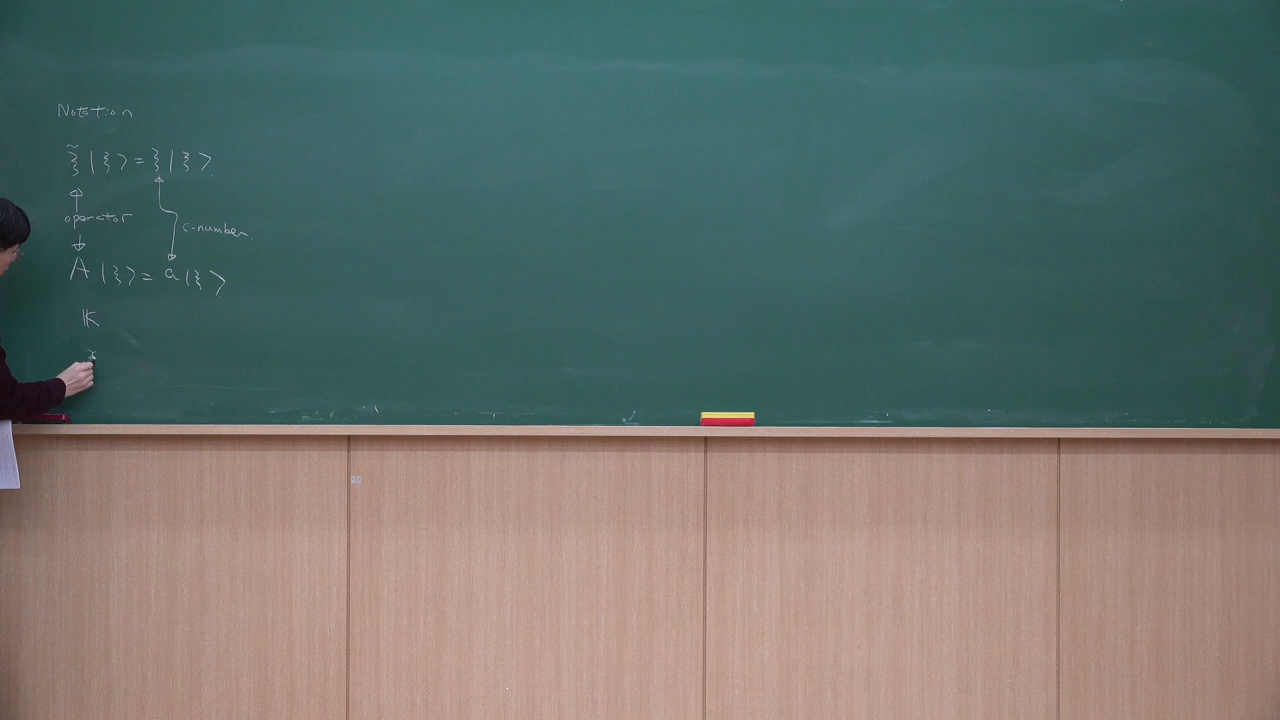 Notation
ξ̃ |ξ⟩ = ξ |ξ⟩.
operator
c-number.
A |ξ⟩ = a |ξ⟩
𝕂
x